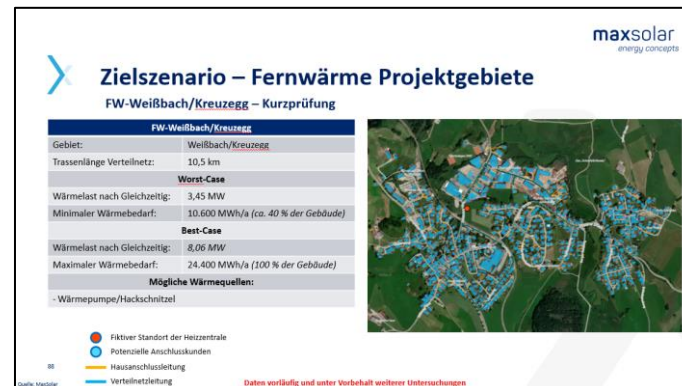 maxsolar
energy concepts
Zielszenario – Fernwärme Projektgebiete
FW-Weißbach/Kreuzegg – Kurzprüfung
FW-Weißbach/Kreuzegg
Gebiet: Weißbach/Kreuzegg
Trassenlänge Verteilnetz: 10,5 km
Worst-Case
Wärmelast nach Gleichzeitig: 3,45 MW
Minimaler Wärmebedarf: 10.600 MWh/a (ca. 40 % der Gebäude)
Best-Case
Wärmelast nach Gleichzeitig: 8,06 MW
Maximaler Wärmebedarf: 24.400 MWh/a (100 % der Gebäude)
Mögliche Wärmequellen:
- Wärmepumpe/Hackschnitzel
Fiktiver Standort der Heizzentrale
Potenzielle Anschlusskunden
Hausanschlussleitung
Verteilnetzleitung
88
Quelle: MaxSolar
Daten vorläufig und unter Vorbehalt weiterer Untersuchungen